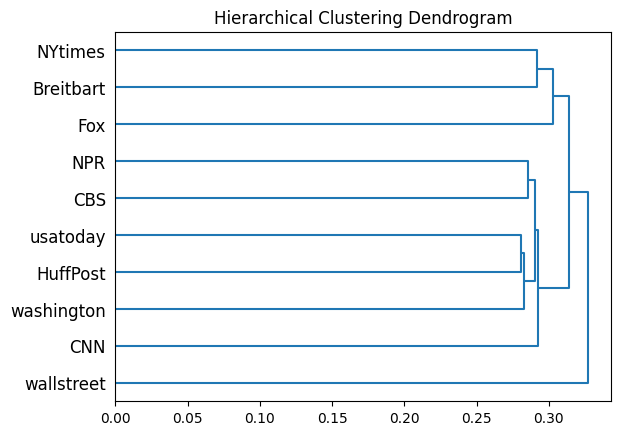 Hierarchical Clustering Dendrogram
NYtimes
Breitbart
Fox
NPR
CBS
usatoday
HuffPost
washington
CNN
wallstreet
0.00 0.05 0.10 0.15 0.20 0.25 0.30